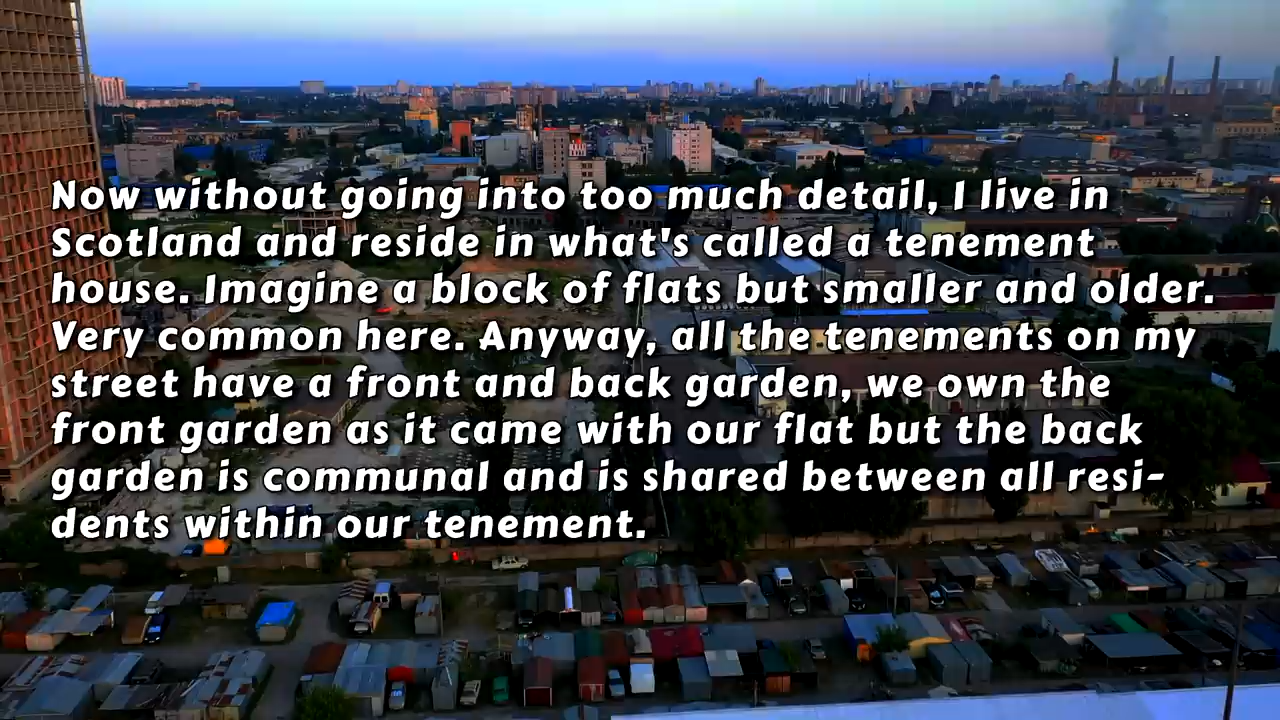 Now without going into too much detail, I live in
Scotland and reside in what's called a tenement
house. Imagine a block of flats but smaller and older.
Very common here. Anyway, all the tenements on my
street have a front and back garden, we own the
front garden as it came with our flat but the back
garden is communal and is shared between all resi-
dents within our tenement.